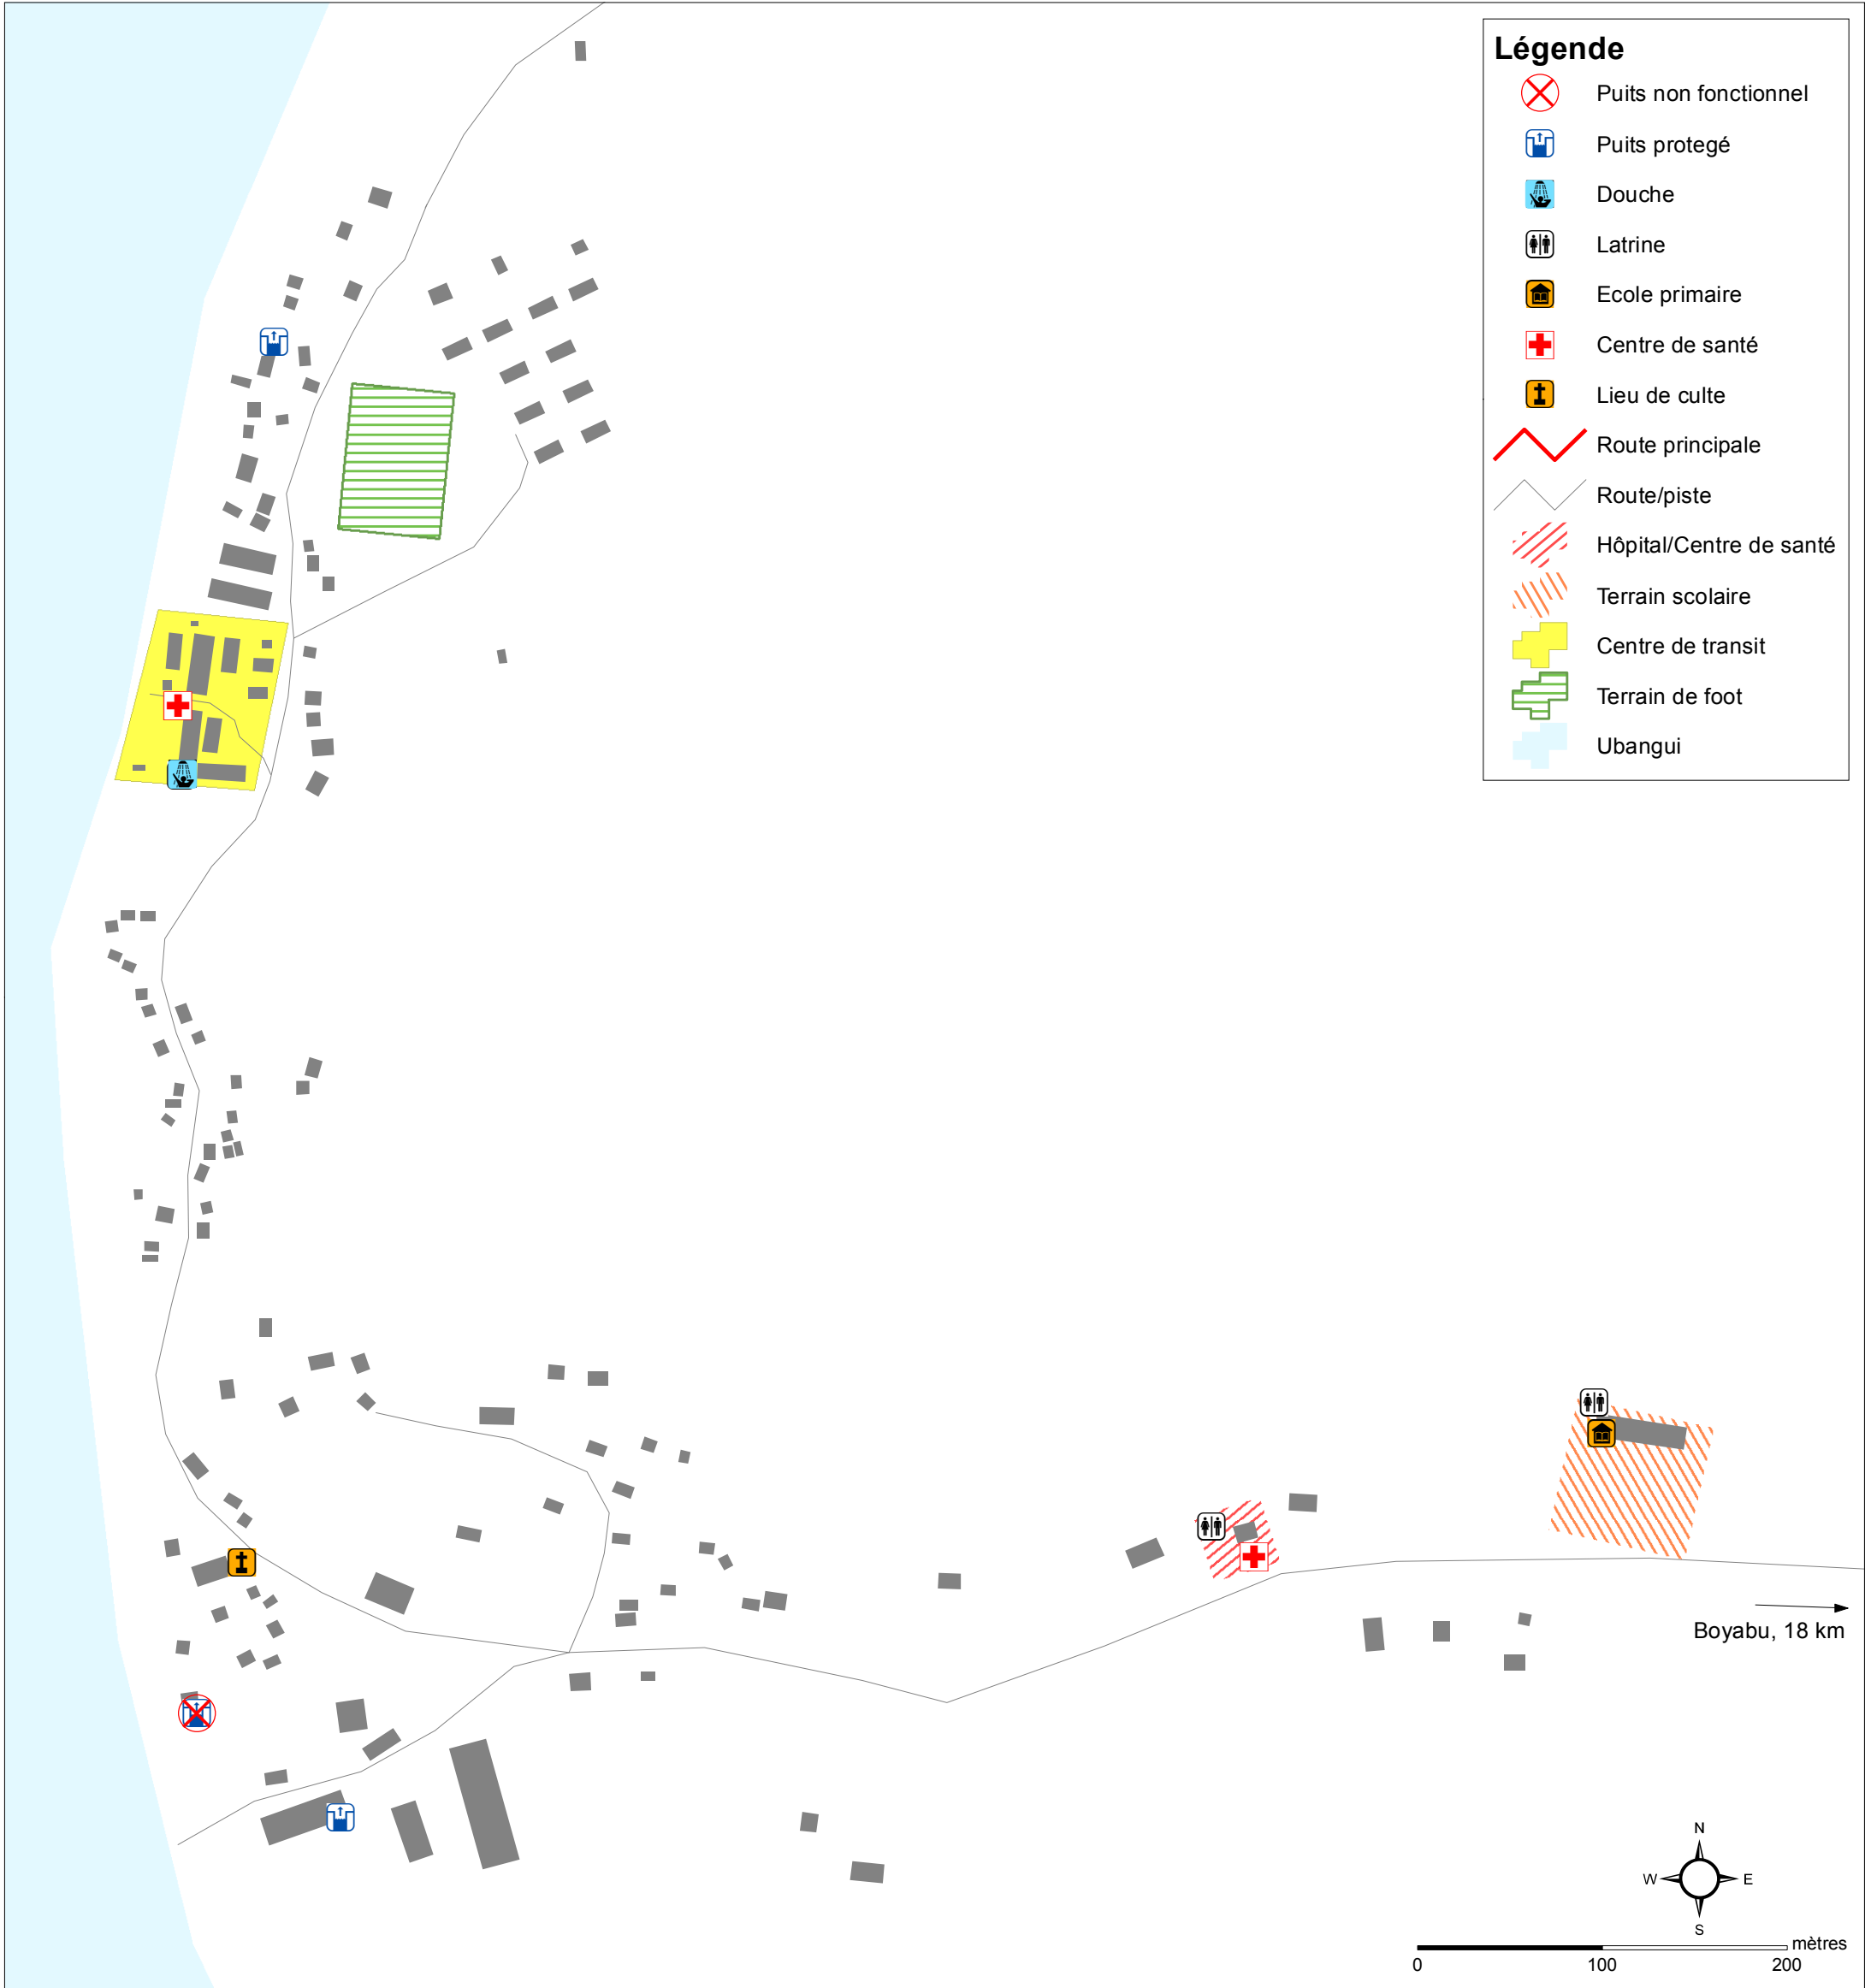 Légende
Puits non fonctionnel
Puits protegé
Douche
Latrine
Ecole primaire
Centre de santé
Lieu de culte
Route principale
Route/piste
Hôpital/Centre de santé
Terrain scolaire
Centre de transit
Terrain de foot
Ubangui
Boyabu, 18 km
N
W E
S
mètres
0 100 200